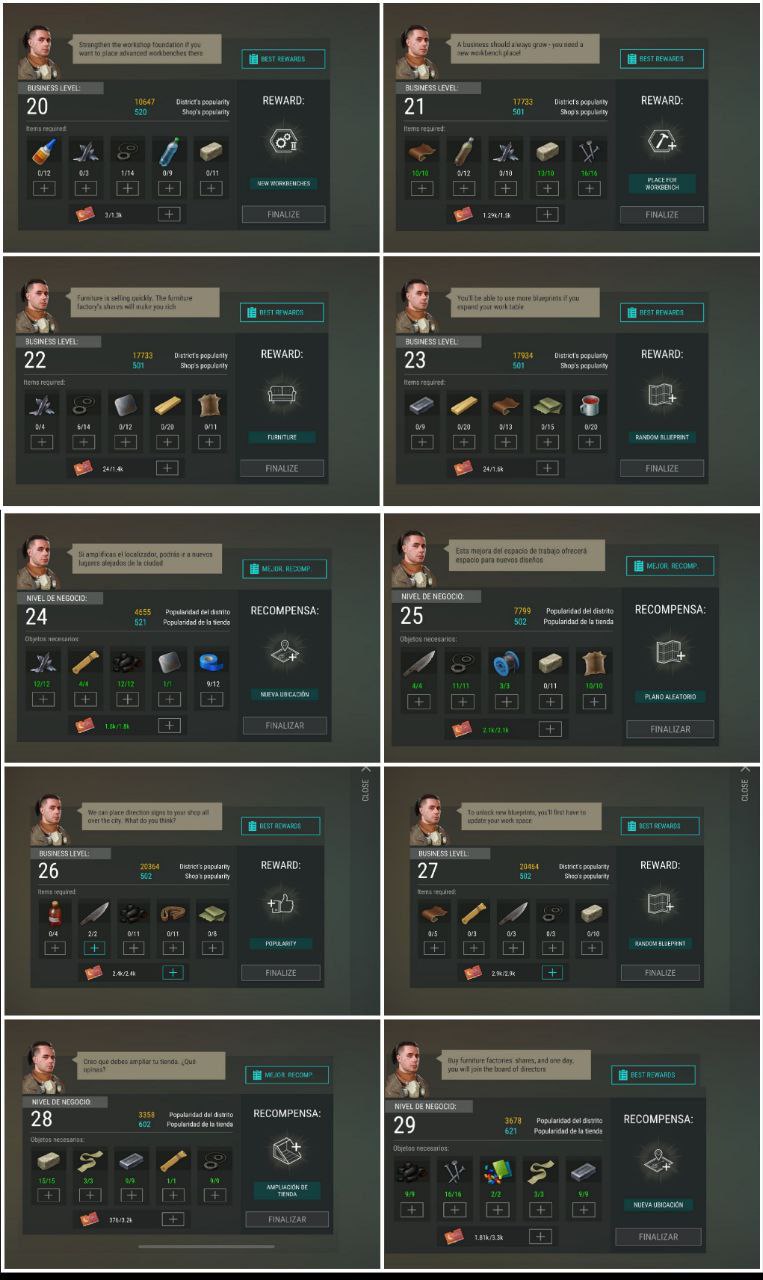 Strengthen the workshop foundation if you
want to place advanced workbenches there
BEST REWARDS
BUSINESS LEVEL:
20
10647 District's popularity
520 Shop's popularity
Items required:
0/12 0/3 1/14 0/9 0/11
3/1.3k
REWARD:
NEW WORKBENCHES
FINALIZE
A business should always grow - you need a
new workbench place!
BEST REWARDS
BUSINESS LEVEL:
21
17733 District's popularity
501 Shop's popularity
Items required:
10/10 0/12 0/10 13/10 16/16
1.29k/1.5k
REWARD:
PLACE FOR
WORKBENCH
FINALIZE
Furniture is selling quickly. The furniture
factory's shares will make you rich
BEST REWARDS
BUSINESS LEVEL:
22
17733 District's popularity
501 Shop's popularity
Items required:
0/4 6/14 0/12 0/20 0/11
24/1.4k
REWARD:
FURNITURE
FINALIZE
You'll be able to use more blueprints if you
expand your work table
BEST REWARDS
BUSINESS LEVEL:
23
17934 District's popularity
501 Shop's popularity
Items required:
0/9 0/20 0/13 0/15 0/20
24/1.6k
REWARD:
RANDOM BLUEPRINT
FINALIZE
Si amplificas el localizador, podrás ir a nuevos
lugares alejados de la ciudad
MEJOR. RECOMP.
NIVEL DE NEGOCIO:
24
4655 Popularidad del distrito
521 Popularidad de la tienda
Objetos necesarios:
12/12 4/4 12/12 1/1 9/12
1.8k/1.8k
RECOMPENSA:
NUEVA UBICACIÓN
FINALIZAR
Esta mejora del espacio de trabajo ofrecerá
espacio para nuevos diseños
MEJOR. RECOMP.
NIVEL DE NEGOCIO:
25
7799 Popularidad del distrito
502 Popularidad de la tienda
Objetos necesarios:
4/4 11/11 3/3 0/11 10/10
2.1k/2.1k
RECOMPENSA:
PLANO ALEATORIO
FINALIZAR
CLOSE
We can place direction signs to your shop all
over the city. What do you think?
BEST REWARDS
BUSINESS LEVEL:
26
20364 District's popularity
502 Shop's popularity
Items required:
0/4 2/2 0/11 0/11 0/8
2.4k/2.4k
REWARD:
POPULARITY
FINALIZE
CLOSE
To unlock new blueprints, you'll first have to
update your work space
BEST REWARDS
BUSINESS LEVEL:
27
20464 District's popularity
502 Shop's popularity
Items required:
0/5 0/3 0/3 0/3 0/10
2.9k/2.9k
REWARD:
RANDOM BLUEPRINT
FINALIZE
Creo que debes ampliar tu tienda. ¿Qué
opinas?
MEJOR. RECOMP.
NIVEL DE NEGOCIO:
28
3358 Popularidad del distrito
602 Popularidad de la tienda
Objetos necesarios:
15/15 3/3 9/9 1/1 9/9
376/3.2k
RECOMPENSA:
AMPLIACIÓN DE
TIENDA
FINALIZAR
Buy furniture factories' shares, and one day,
you will join the board of directors
BEST REWARDS
NIVEL DE NEGOCIO:
29
3678 Popularidad del distrito
621 Popularidad de la tienda
Objetos necesarios:
9/9 16/16 2/2 3/3 9/9
1.81k/3.3k
RECOMPENSA:
NUEVA UBICACIÓN
FINALIZAR